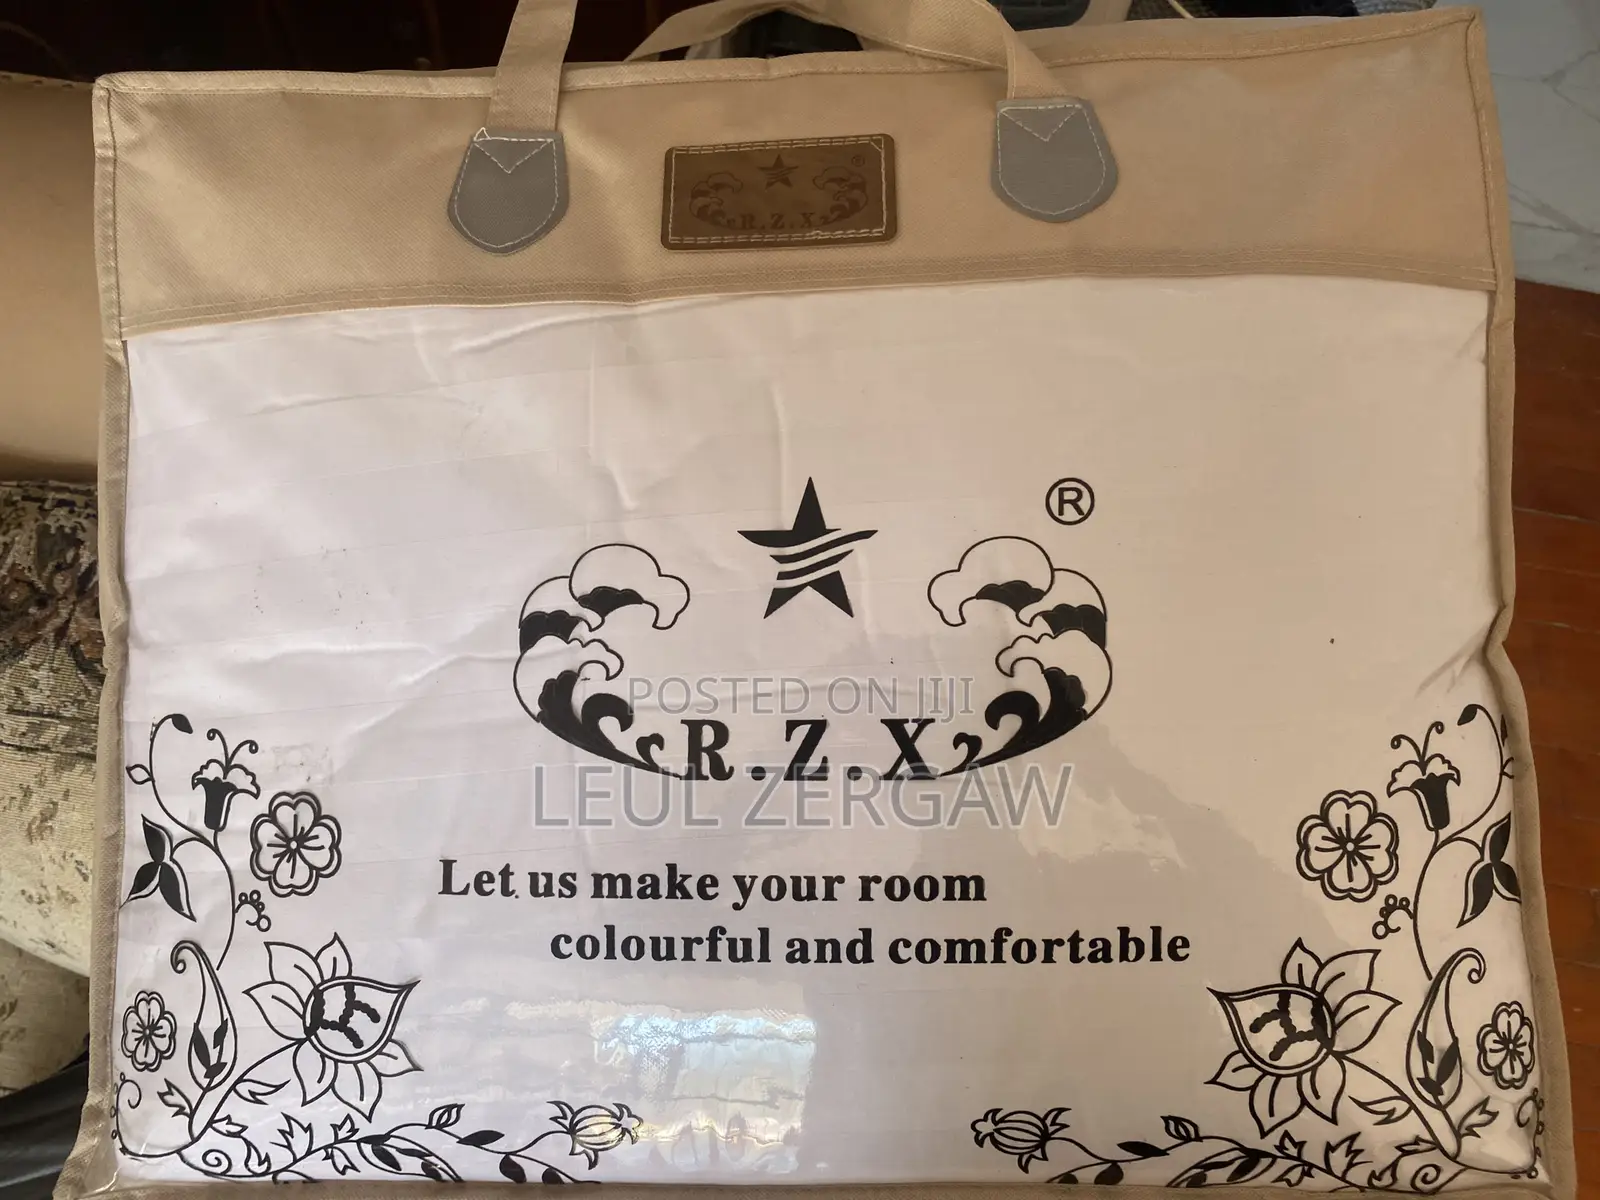 ®
R.Z.X
®
POSTED ON JIJI
R.Z.X
LEUL ZERGAW
Let us make your room
colourful and comfortable